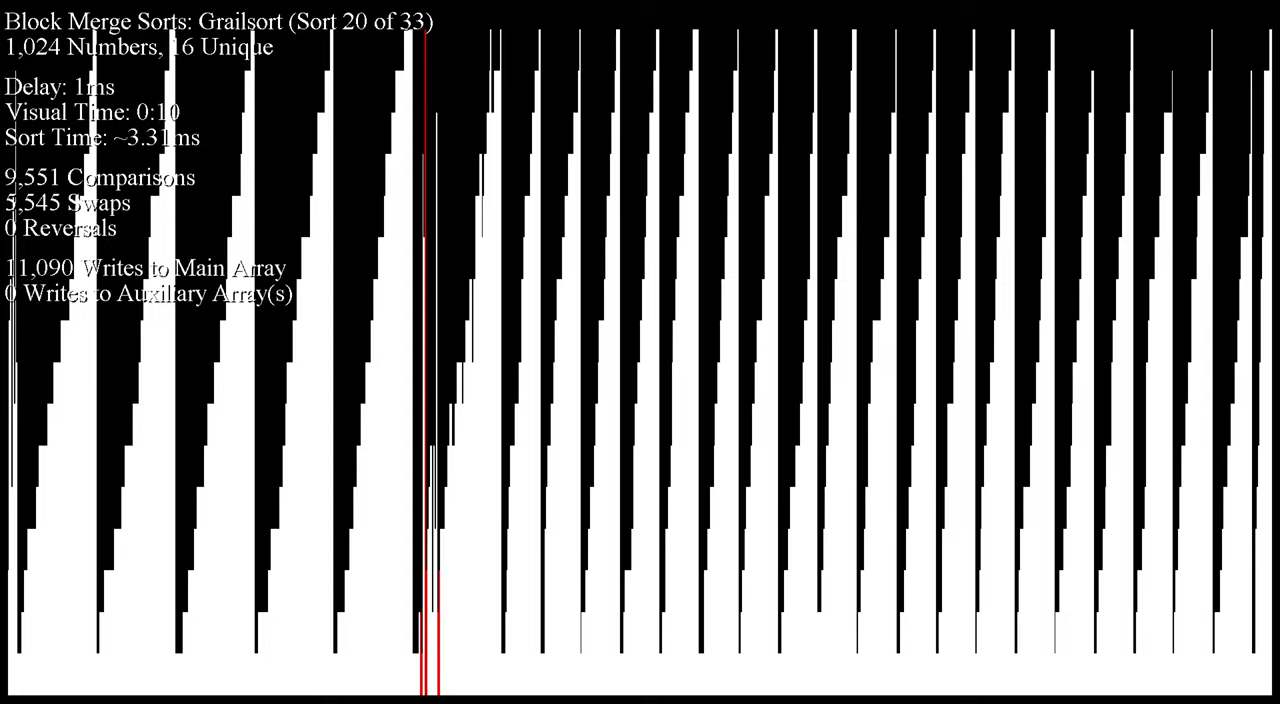 Block Merge Sorts: Grailsort (Sort 20 of 33)
1,024 Numbers, 16 Unique
Delay: 1ms
Visual Time: 0:10
Sort Time: ~3.31ms
9,551 Comparisons
5,545 Swaps
0 Reversals
11,090 Writes to Main Array
0 Writes to Auxillary Array(s)